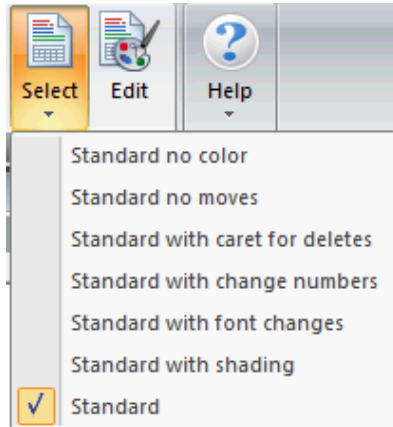 Select
Edit
Help
Standard no color
Standard no moves
Standard with caret for deletes
Standard with change numbers
Standard with font changes
Standard with shading
Standard